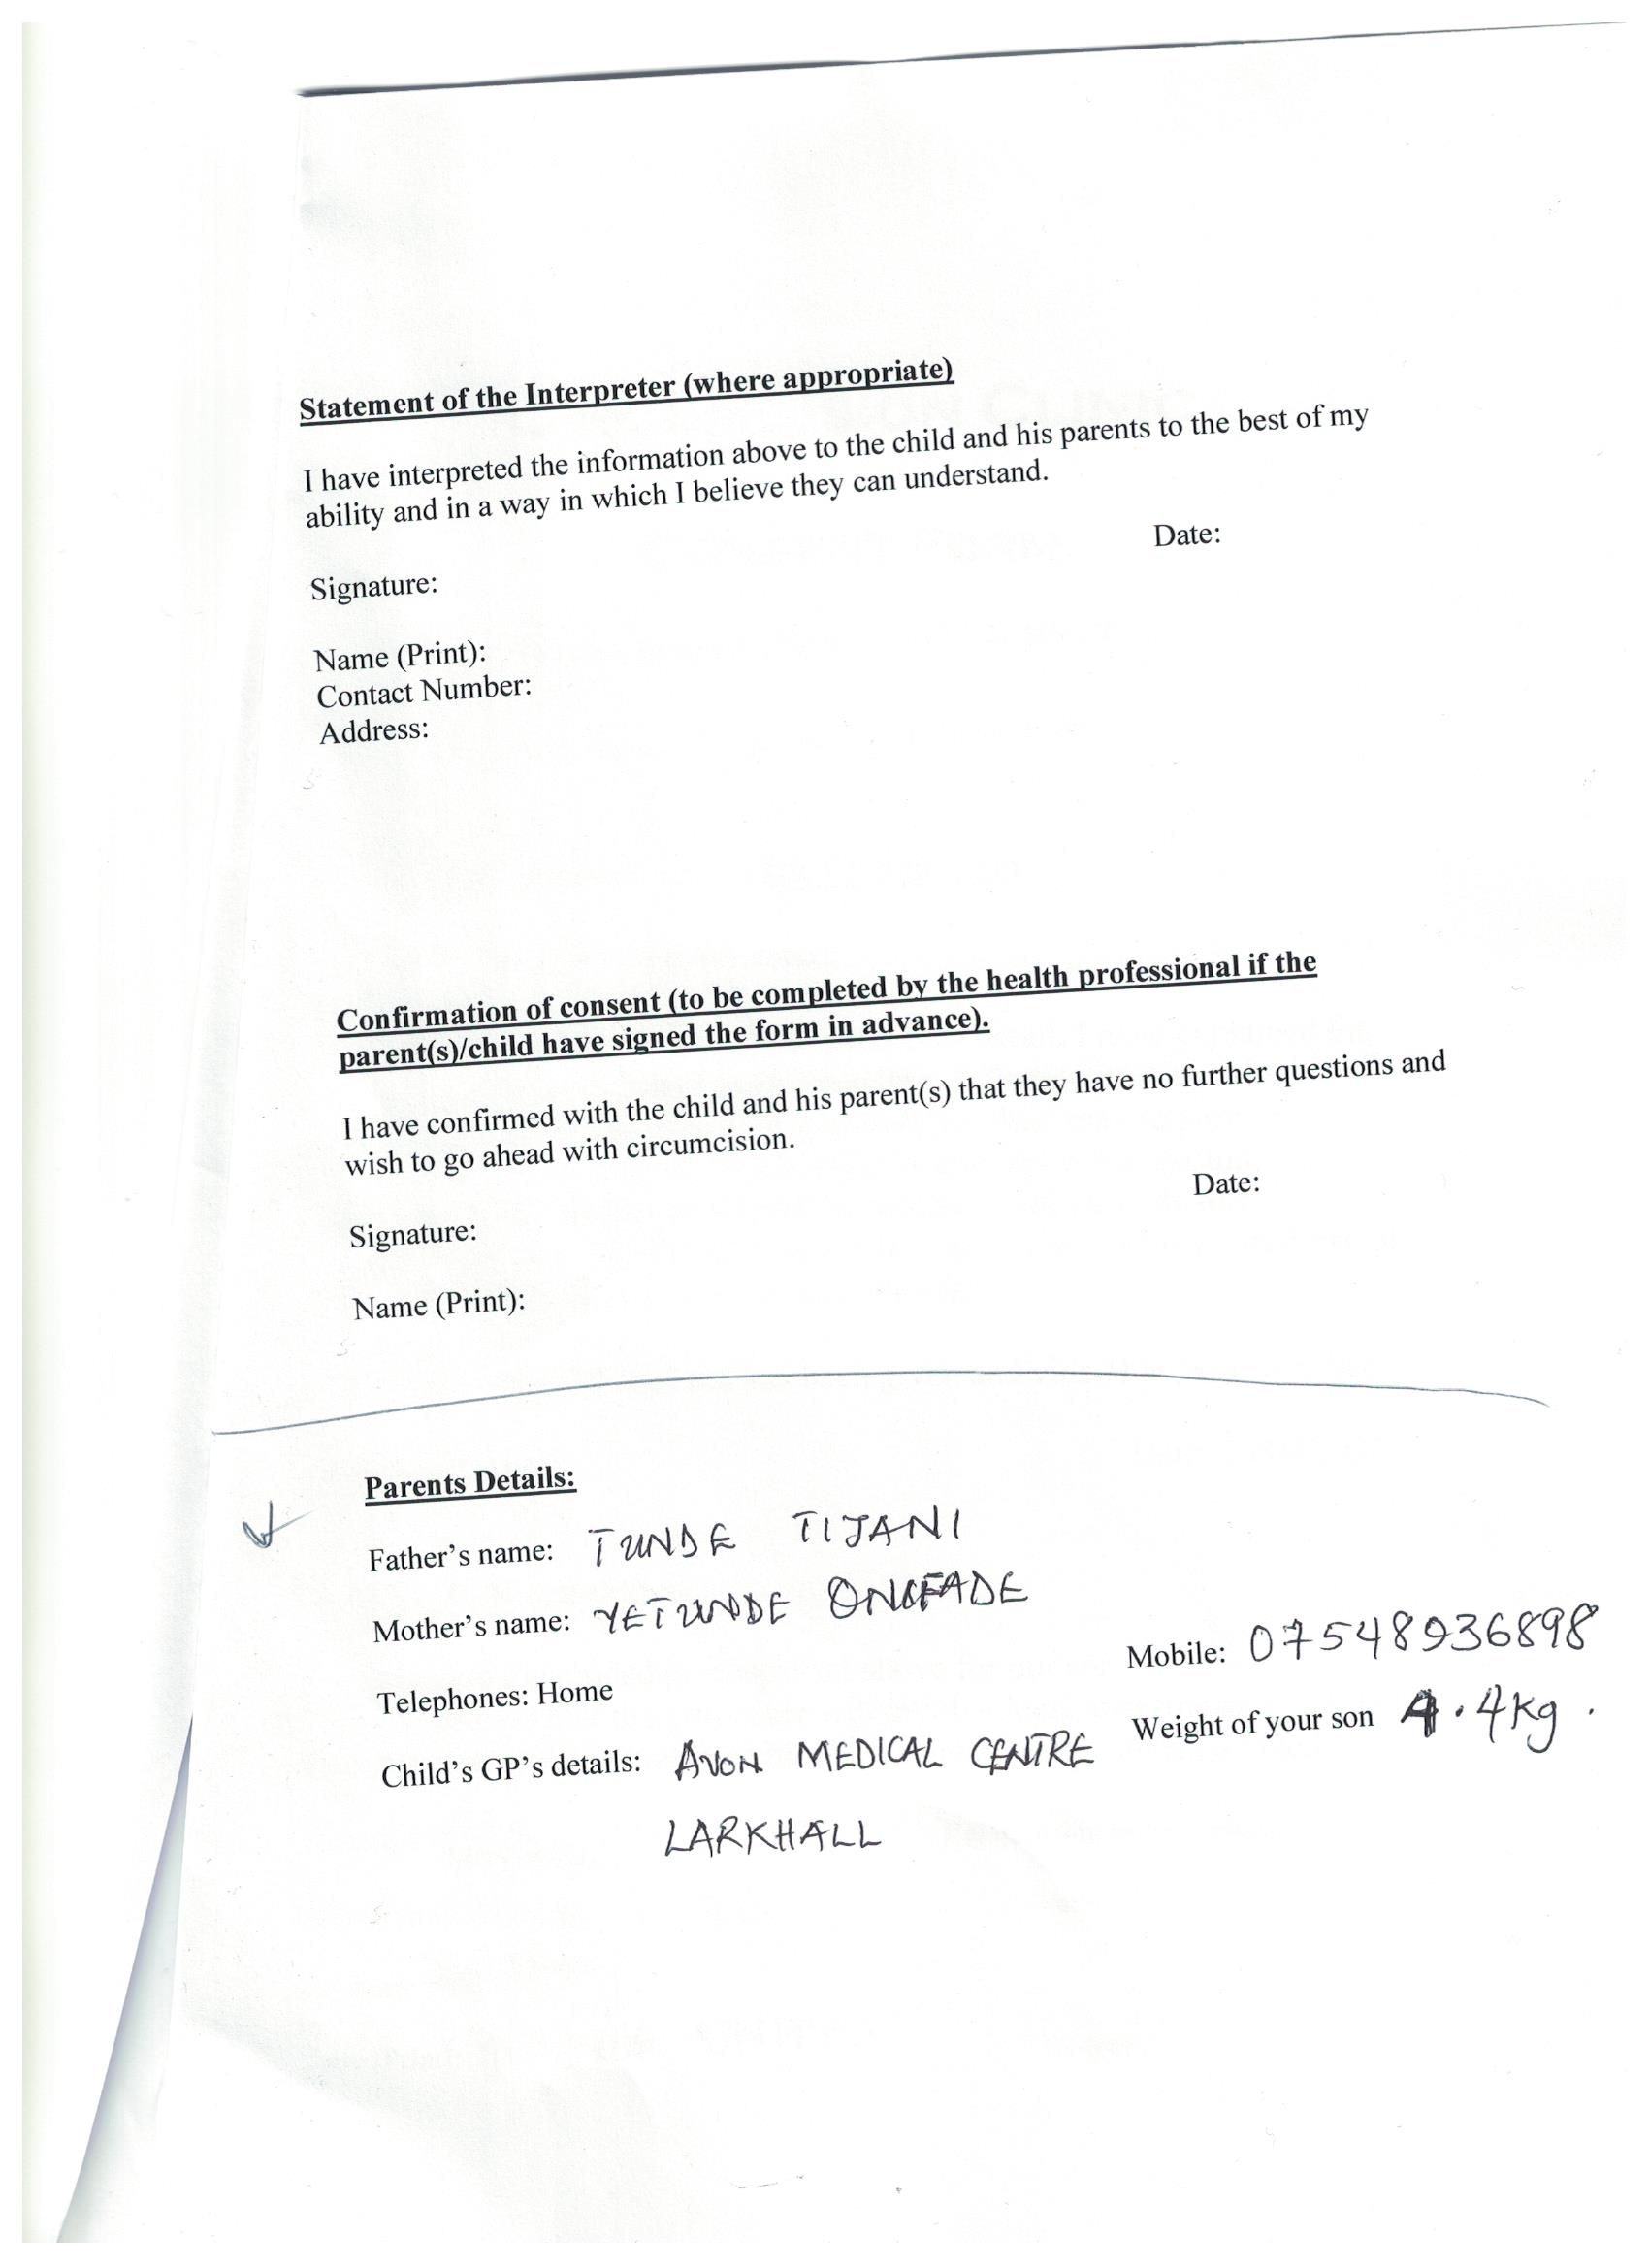 Statement of the Interpreter (where appropriate)
I have interpreted the information above to the child and his parents to the best of my
ability and in a way in which I believe they can understand.
Date:
Signature:
Name (Print):
Contact Number:
Address:
Confirmation of consent (to be completed by the health professional if the
parent(s)/child have signed the form in advance).
I have confirmed with the child and his parent(s) that they have no further questions and
wish to go ahead with circumcision.
Date:
Signature:
Name (Print):
Parents Details:
Father's name: TUNDE TIJANI
Mother's name: YETUNDE
Telephones: Home Mobile: 07548936898
Child's GP's details: AVON MEDICAL CENTRE Weight of your son 4.4kg.
LARKHALL